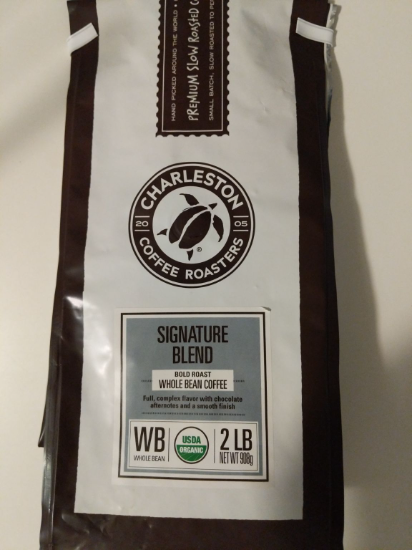 HAND PICKED AROUND THE WORLD
PREMIUM SLOW ROASTED
SMALL BATCH, SLOW ROASTED TO
CHARLESTON
20 05
®
COFFEE ROASTERS
SIGNATURE
BLEND
BOLD ROAST
WHOLE BEAN COFFEE
Full, complex flavor with chocolate
afternotes and a smooth finish
WB
WHOLE BEAN
USDA
ORGANIC
2 LB
NET WT 908g